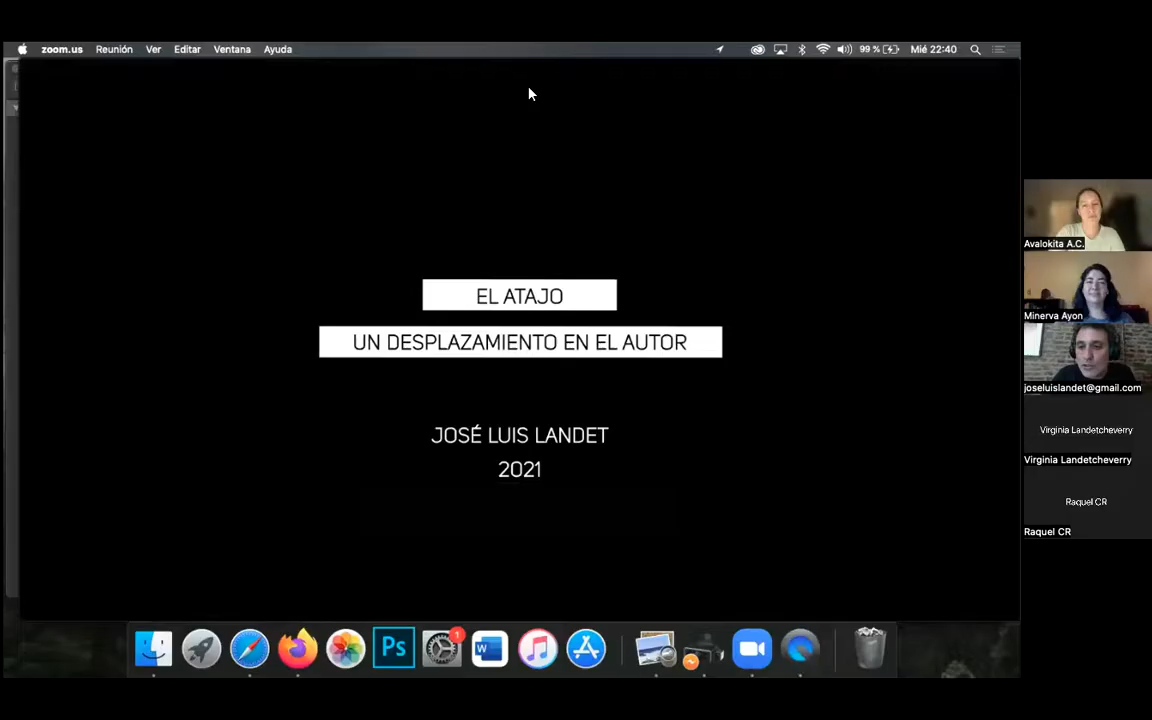 zoom.us Reunión Ver Editar Ventana Ayuda 99 % Mié 22:40
EL ATAJO
UN DESPLAZAMIENTO EN EL AUTOR
JOSÉ LUIS LANDET
2021
Avalokita A.C.
Minerva Ayon
joseluislandet@gmail.com
Virginia Landetcheverry
Virginia Landetcheverry
Raquel CR
Raquel CR
Ps
1
W